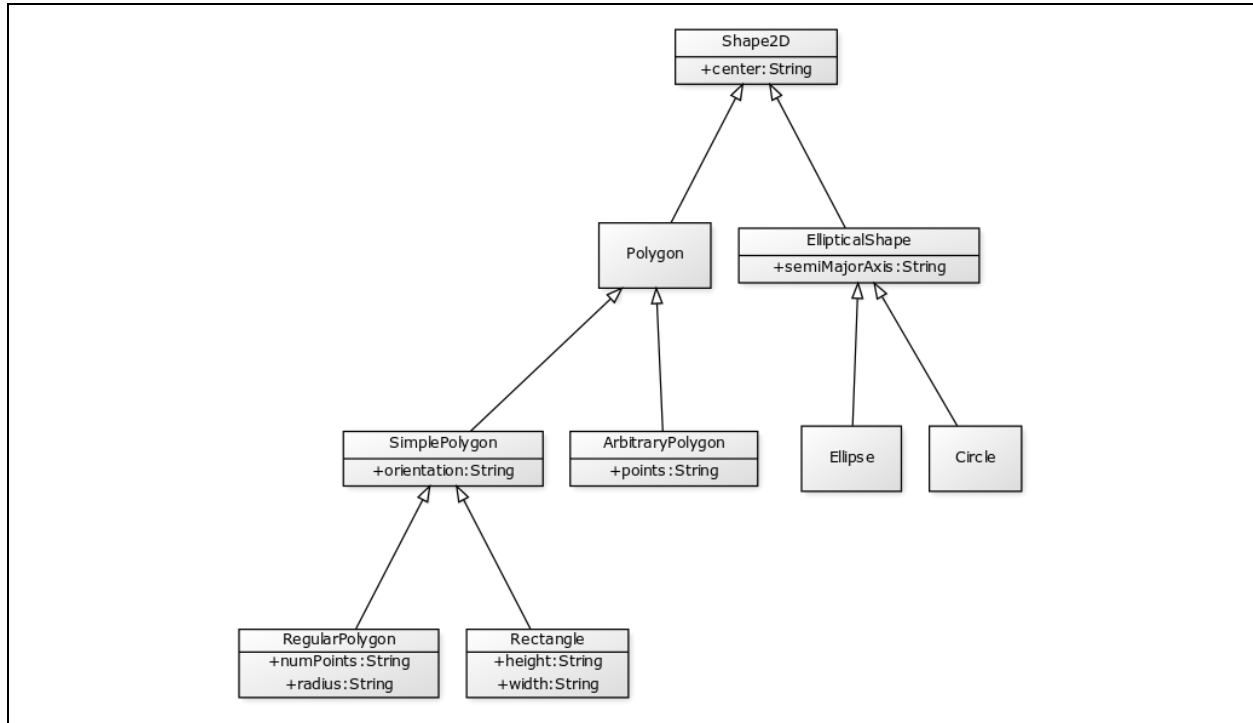 Shape2D
+center:String
Polygon
EllipticalShape
+semiMajorAxis:String
SimplePolygon
+orientation:String
ArbitraryPolygon
+points:String
Ellipse
Circle
RegularPolygon
+numPoints:String
+radius:String
Rectangle
+height:String
+width:String